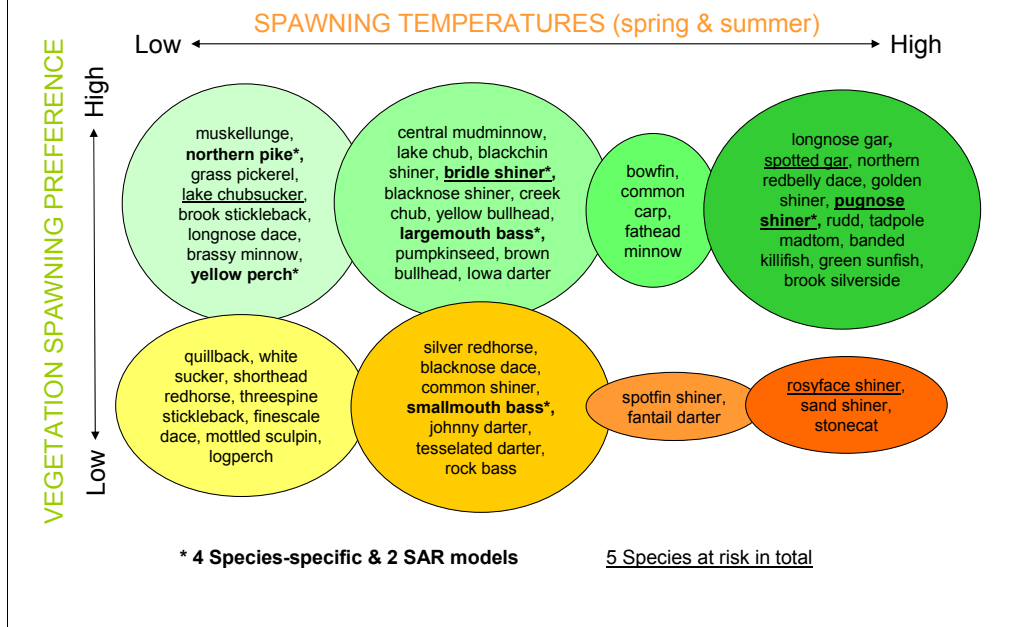 SPAWNING TEMPERATURES (spring & summer)
Low
High
VEGETATION SPAWNING PREFERENCE
High
Low
muskellunge,
northern pike*,
grass pickerel,
lake chubsucker,
brook stickleback,
longnose dace,
brassy minnow,
yellow perch*
central mudminnow,
lake chub, blackchin
shiner, bridle shiner*,
blacknose shiner, creek
chub, yellow bullhead,
largemouth bass*,
pumpkinseed, brown
bullhead, Iowa darter
bowfin,
common
carp,
fathead
minnow
longnose gar,
spotted gar, northern
redbelly dace, golden
shiner, pugnose
shiner*, rudd, tadpole
madtom, banded
killifish, green sunfish,
brook silverside
quillback, white
sucker, shorthead
redhorse, threespine
stickleback, finescale
dace, mottled sculpin,
logperch
silver redhorse,
blacknose dace,
common shiner,
smallmouth bass*,
johnny darter,
tesselated darter,
rock bass
spotfin shiner,
fantail darter
rosyface shiner,
sand shiner,
stonecat
* 4 Species-specific & 2 SAR models
5 Species at risk in total